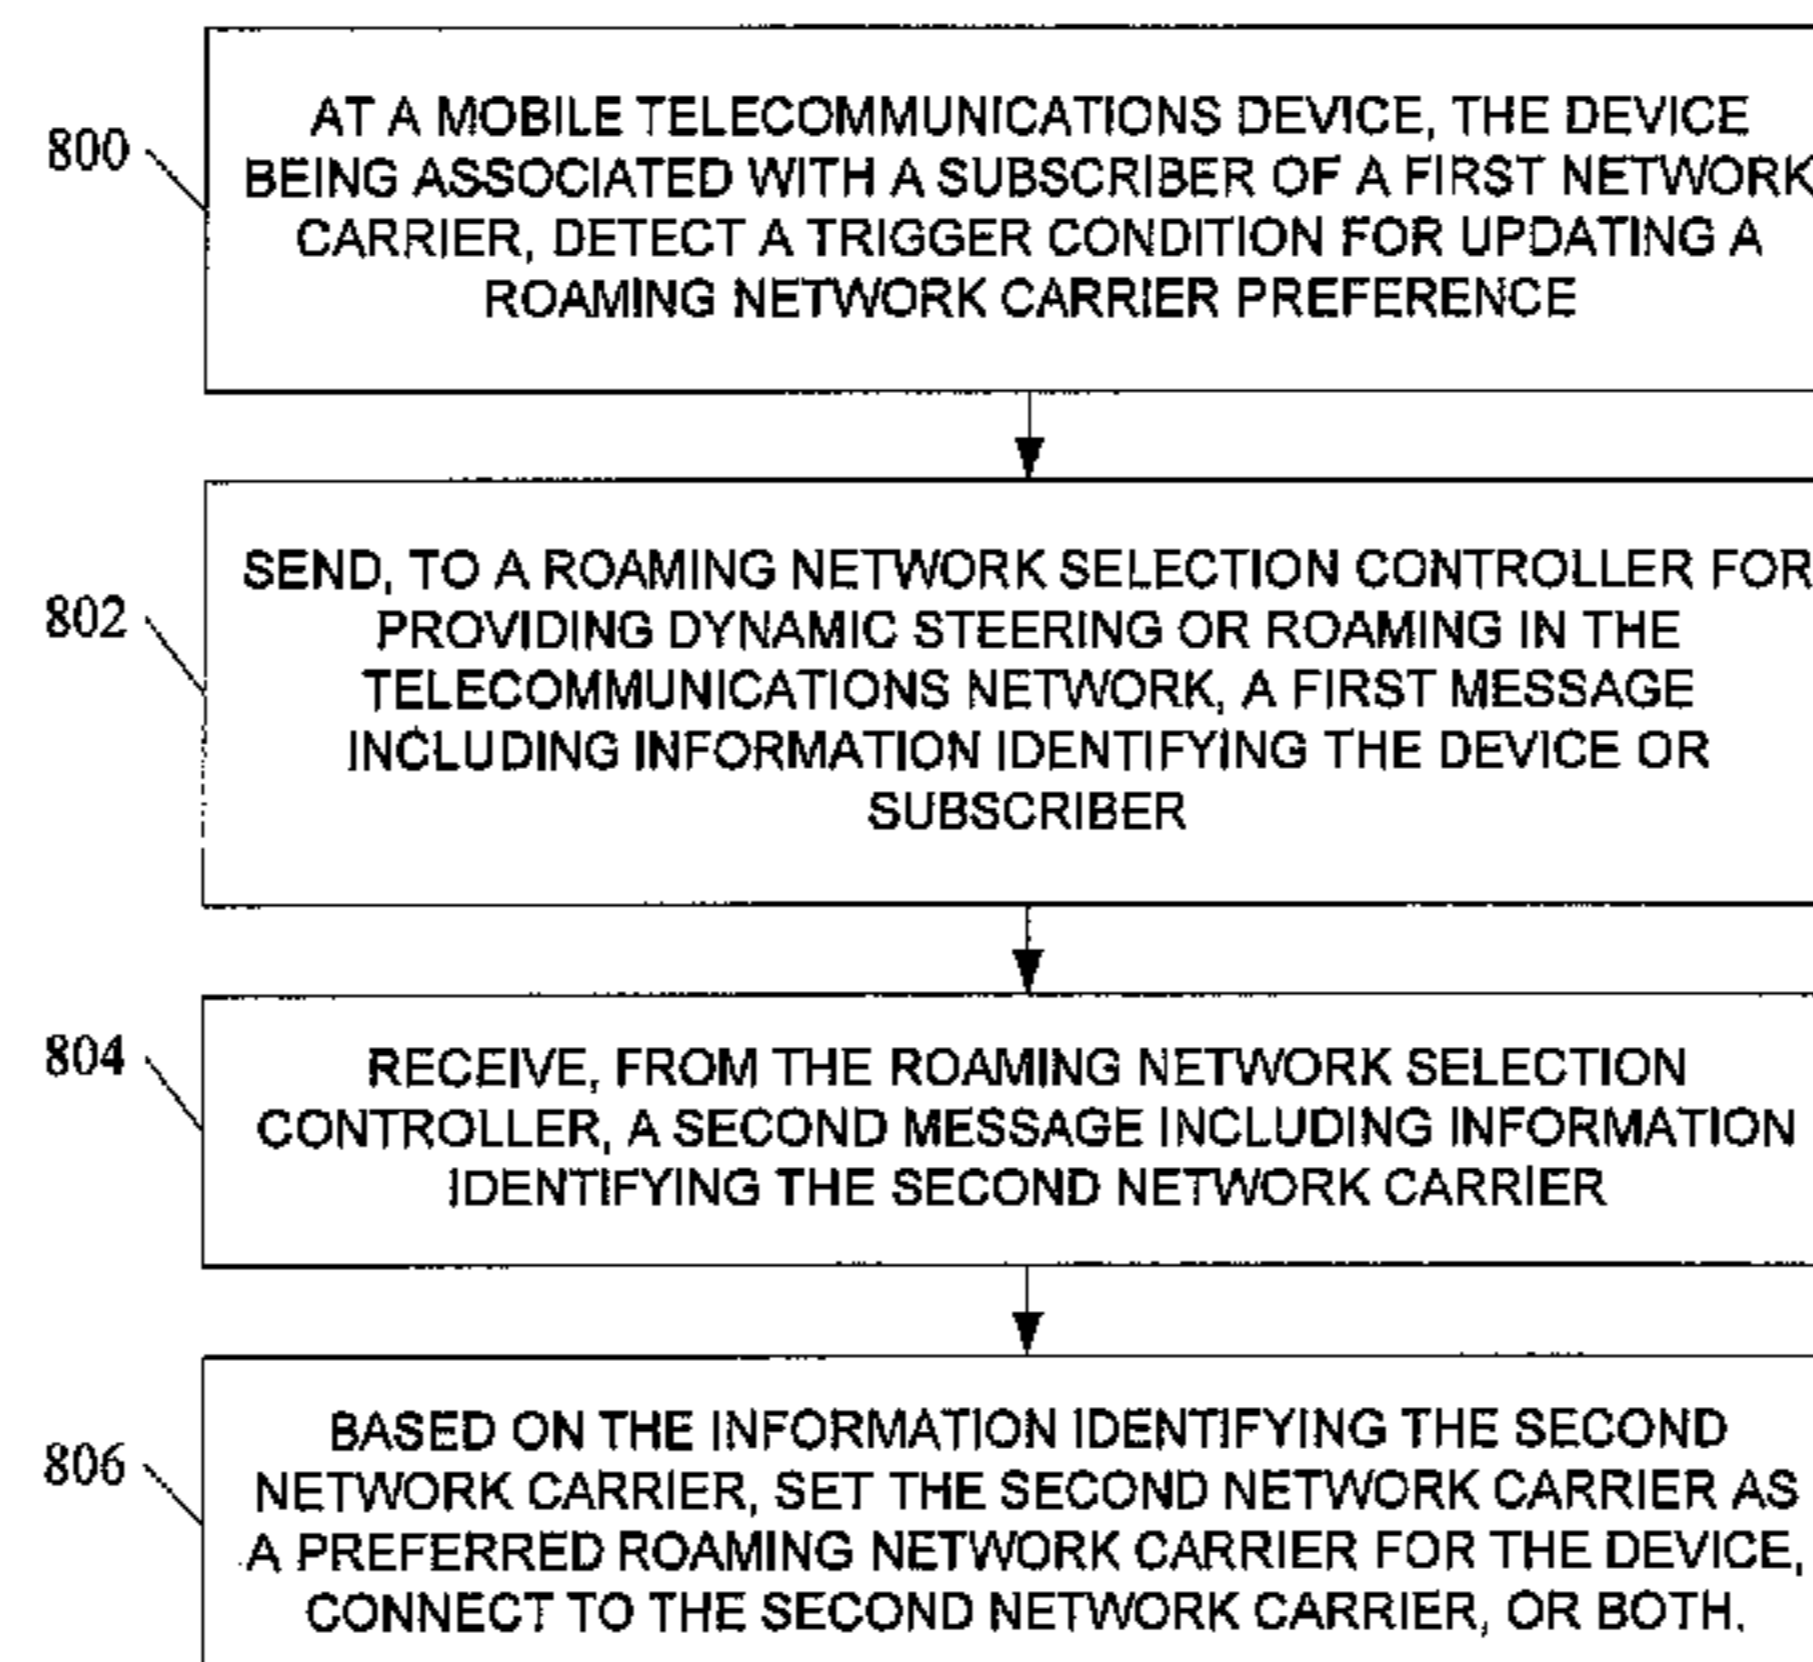 800
AT A MOBILE TELECOMMUNICATIONS DEVICE, THE DEVICE
BEING ASSOCIATED WITH A SUBSCRIBER OF A FIRST NETWORK
CARRIER, DETECT A TRIGGER CONDITION FOR UPDATING A
ROAMING NETWORK CARRIER PREFERENCE
802
SEND, TO A ROAMING NETWORK SELECTION CONTROLLER FOR
PROVIDING DYNAMIC STEERING OR ROAMING IN THE
TELECOMMUNICATIONS NETWORK, A FIRST MESSAGE
INCLUDING INFORMATION IDENTIFYING THE DEVICE OR
SUBSCRIBER
804
RECEIVE, FROM THE ROAMING NETWORK SELECTION
CONTROLLER, A SECOND MESSAGE INCLUDING INFORMATION
IDENTIFYING THE SECOND NETWORK CARRIER
806
BASED ON THE INFORMATION IDENTIFYING THE SECOND
NETWORK CARRIER, SET THE SECOND NETWORK CARRIER AS
A PREFERRED ROAMING NETWORK CARRIER FOR THE DEVICE,
CONNECT TO THE SECOND NETWORK CARRIER, OR BOTH.